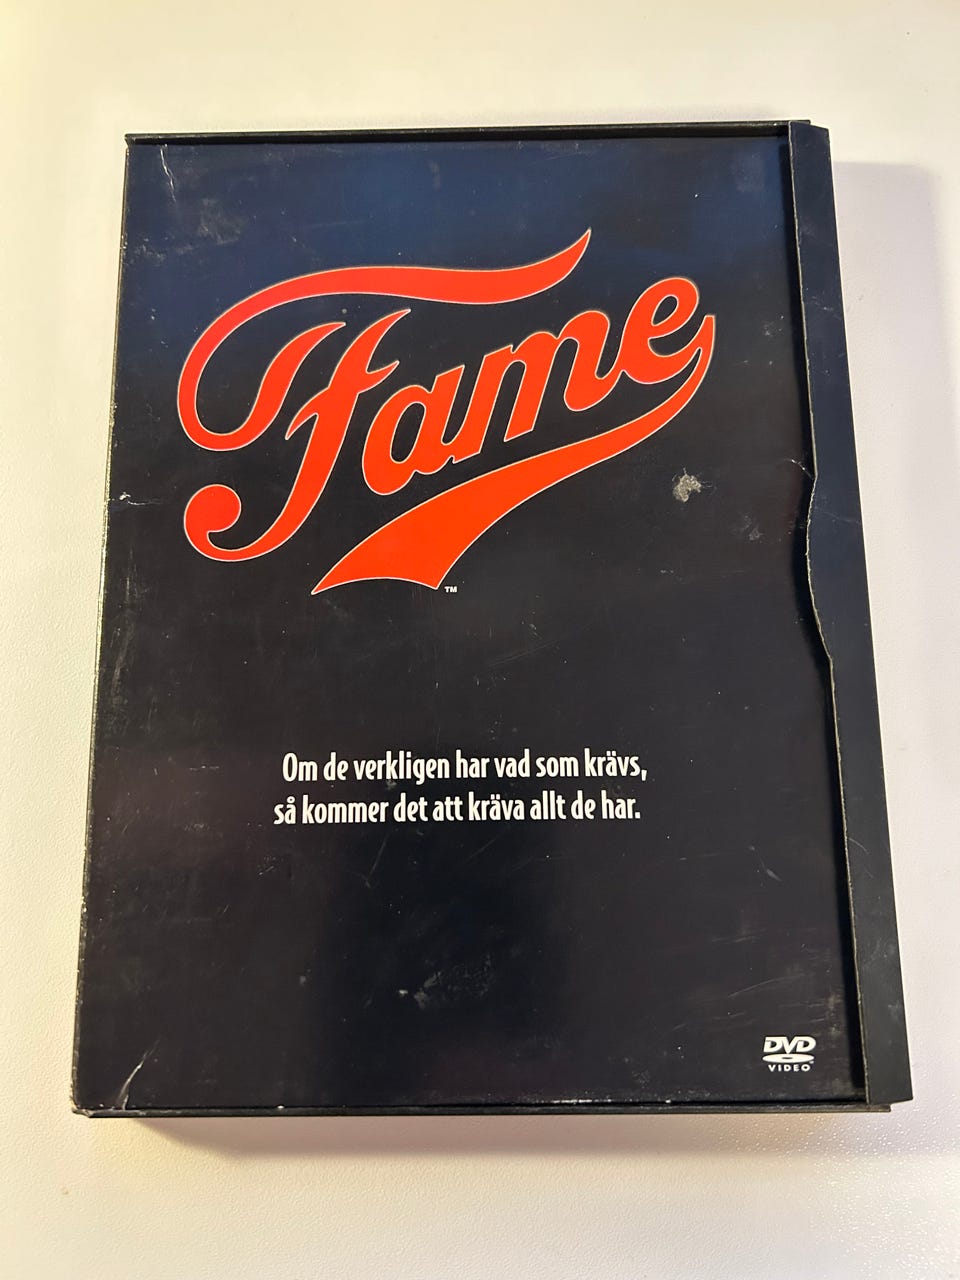 Fame
TM
Om de verkligen har vad som krävs,
så kommer det att kräva allt de har.
DVD
VIDEO